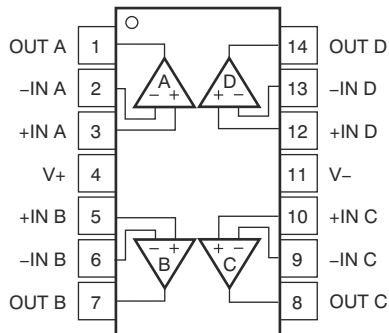 OUT A 1 14 OUT D
−IN A 2 A D 13 −IN D
− + + −
+IN A 3 12 +IN D
V+ 4 11 V−
+IN B 5 10 +IN C
− + + −
−IN B 6 B C 9 −IN C
OUT B 7 8 OUT C